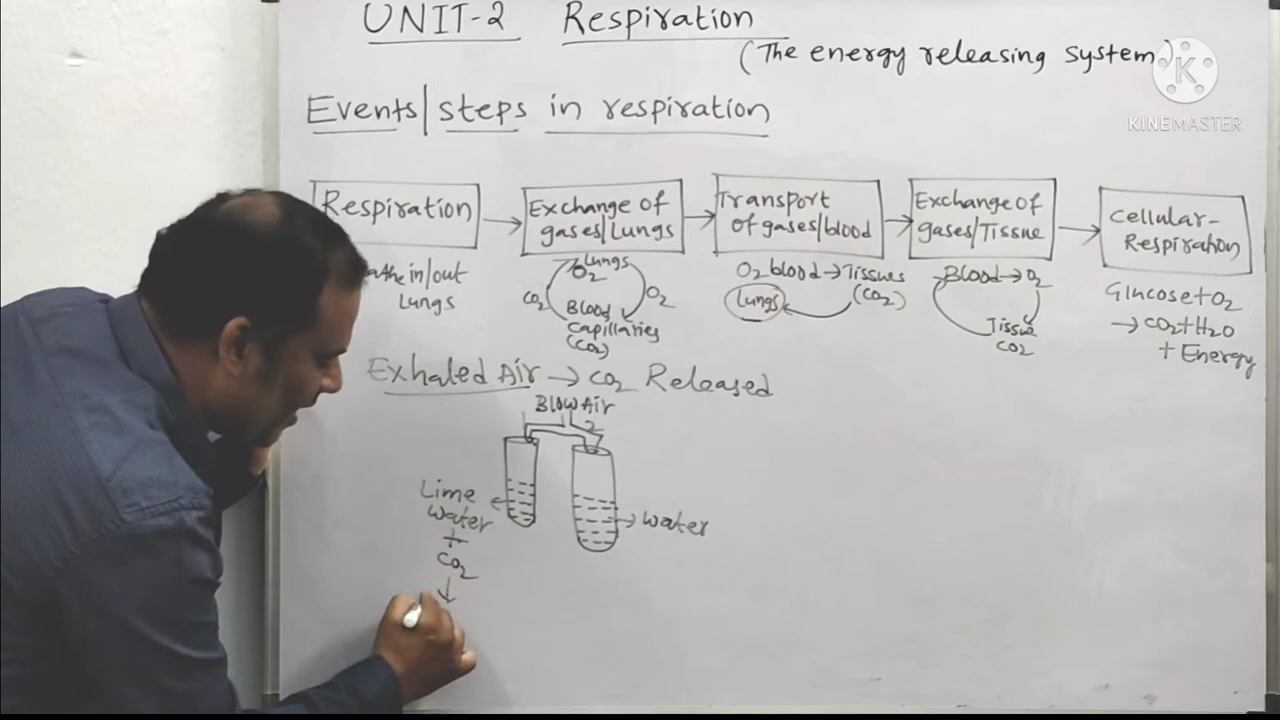 UNIT-2 Respiration
(The energy releasing system)
K
KINEMASTER
Events/steps in respiration
Respiration
in/out
Lungs
Exchange of
gases/Lungs
Lungs
O2
CO2
O2
Blood
Capillaries
(CO2)
Transport
of gases/blood
O2 blood → Tissues
(CO2)
Lungs
Exchange of
gases/Tissue
Blood → O2
Tissue
CO2
Cellular-
Respiration
Glucose + O2
→ CO2 + H2O
+ Energy
Exhaled Air → CO2 Released
Blow Air
Lime
water
+
CO2
↓
water